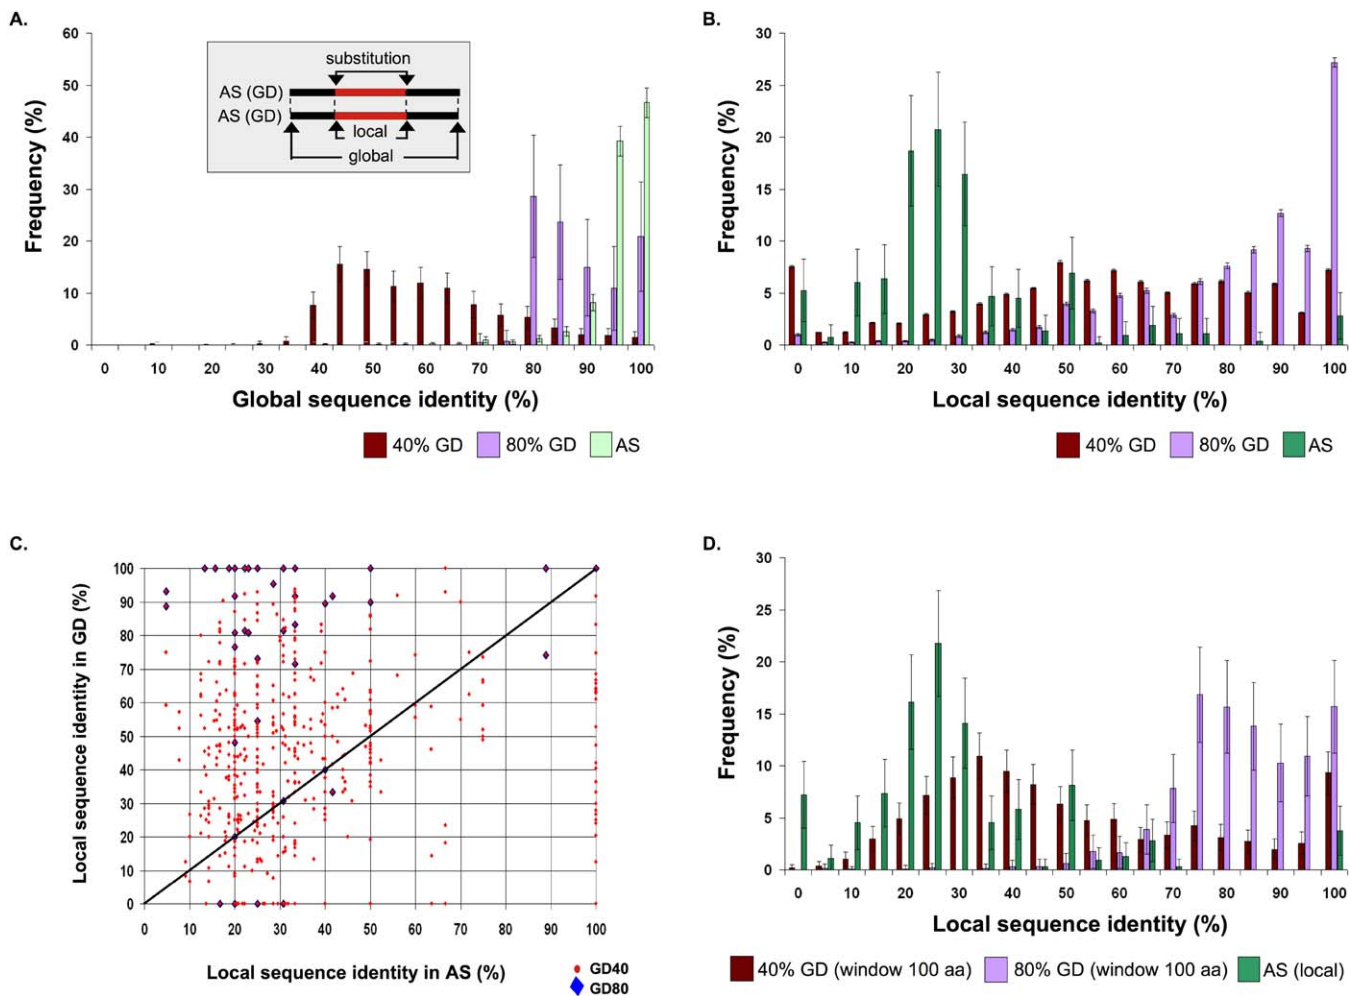 A.
60
50
40
30
20
10
0
Frequency (%)
substitution
AS (GD)
AS (GD)
local
global
0 10 20 30 40 50 60 70 80 90 100
Global sequence identity (%)
40% GD 80% GD AS
B.
30
25
20
15
10
5
0
Frequency (%)
0 10 20 30 40 50 60 70 80 90 100
Local sequence identity (%)
40% GD 80% GD AS
C.
100
90
80
70
60
50
40
30
20
10
0
Local sequence identity in GD (%)
0 10 20 30 40 50 60 70 80 90 100
Local sequence identity in AS (%)
GD40
GD80
D.
30
25
20
15
10
5
0
Frequency (%)
0 10 20 30 40 50 60 70 80 90 100
Local sequence identity (%)
40% GD (window 100 aa) 80% GD (window 100 aa) AS (local)